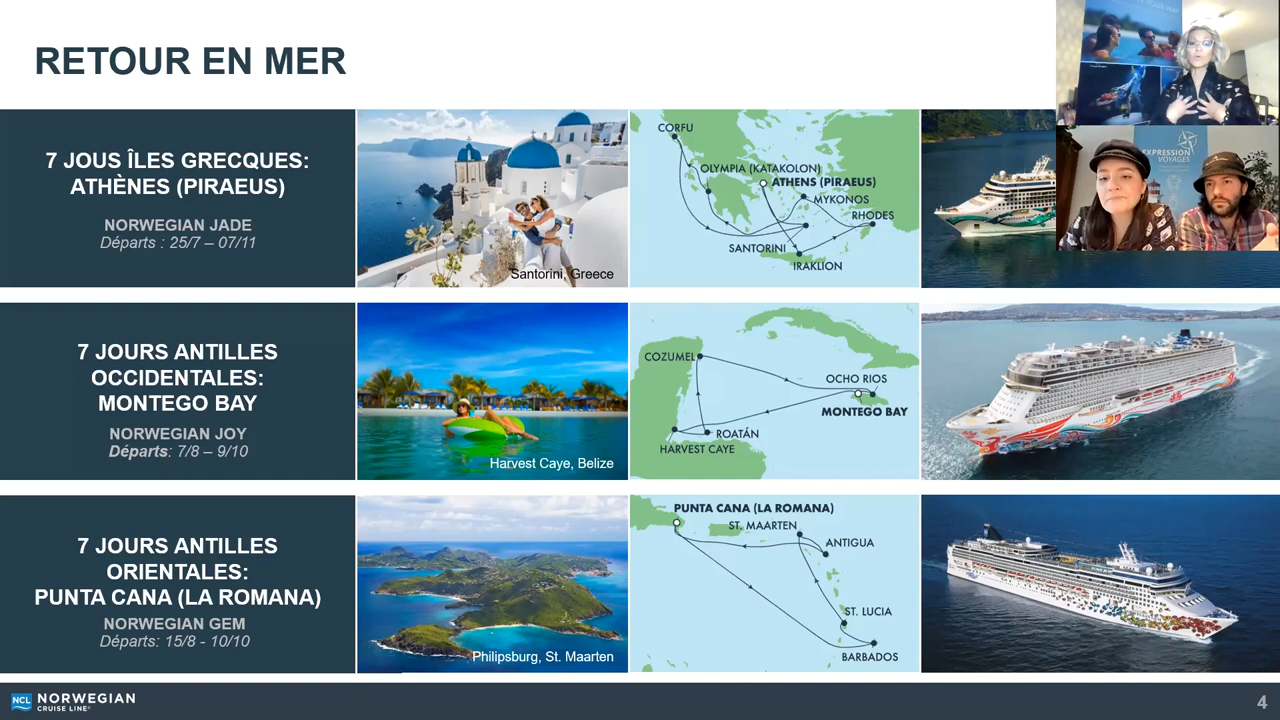 RETOUR EN MER
EXPRESSION
VOYAGES
7 JOUS ÎLES GRECQUES:
ATHÈNES (PIRAEUS)
NORWEGIAN JADE
Départs : 25/7 – 07/11
Santorini, Greece
CORFU
OLYMPIA (KATAKOLON)
ATHENS (PIRAEUS)
MYKONOS
RHODES
SANTORINI
IRAKLION
7 JOURS ANTILLES
OCCIDENTALES:
MONTEGO BAY
NORWEGIAN JOY
Départs: 7/8 – 9/10
Harvest Caye, Belize
COZUMEL
OCHO RIOS
MONTEGO BAY
ROATÁN
HARVEST CAYE
7 JOURS ANTILLES
ORIENTALES:
PUNTA CANA (LA ROMANA)
NORWEGIAN GEM
Départs: 15/8 - 10/10
Philipsburg, St. Maarten
PUNTA CANA (LA ROMANA)
ST. MAARTEN
ANTIGUA
ST. LUCIA
BARBADOS
NCL NORWEGIAN
CRUISE LINE®
4